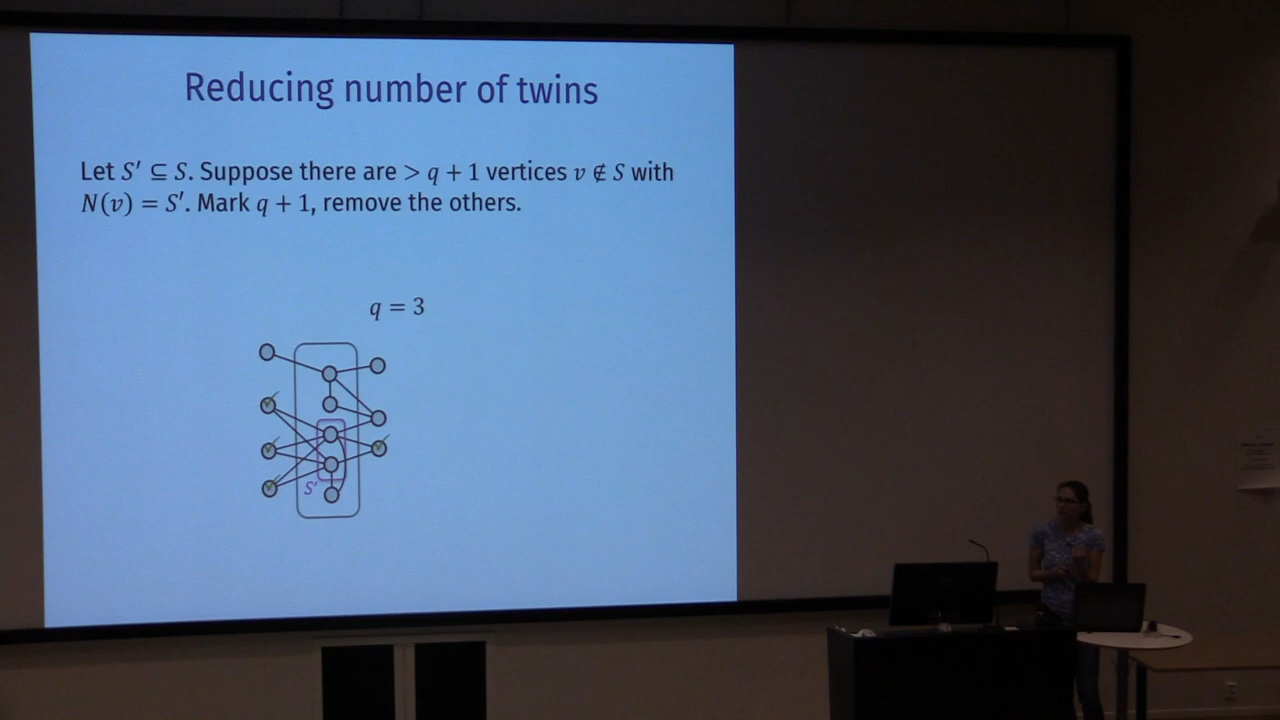 Reducing number of twins
Let S′ ⊆ S. Suppose there are > q + 1 vertices v ∉ S with
N(v) = S′. Mark q + 1, remove the others.
q = 3
S′